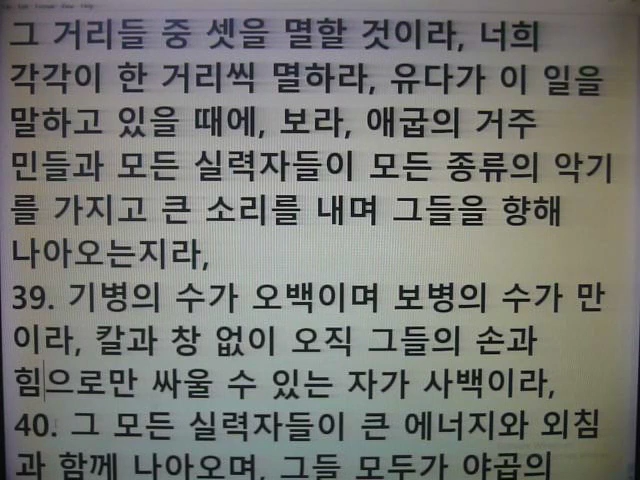 그 거리들 중 셋을 멸할 것이라, 너희
각각이 한 거리씩 멸하라, 유다가 이 일을
말하고 있을 때에, 보라, 애굽의 거주
민들과 모든 실력자들이 모든 종류의 악기
를 가지고 큰 소리를 내며 그들을 향해
나아오는지라,
39. 기병의 수가 오백이며 보병의 수가 만
이라, 칼과 창 없이 오직 그들의 손과
힘으로만 싸울 수 있는 자가 사백이라,
40. 그 모든 실력자들이 큰 에너지와 외침
과 함께 나아오며, 그들 모두가 야곱의